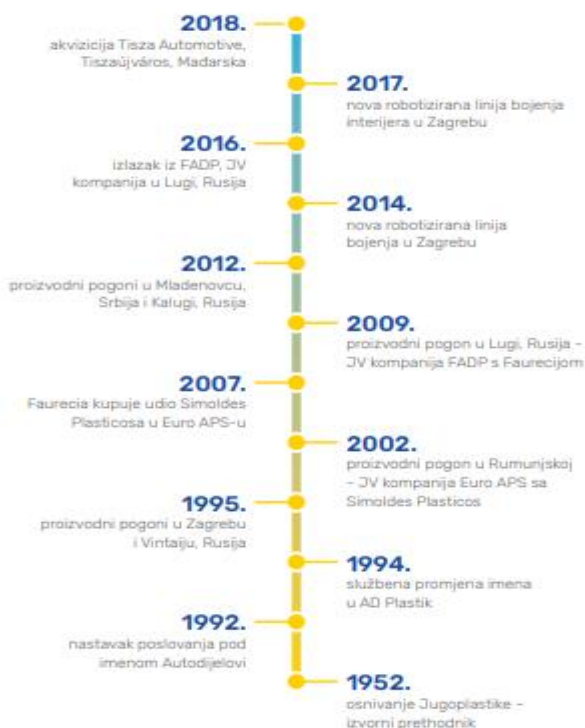 2018.
akvizicija Tisza Automotive,
Tiszaújváros, Mađarska
2017.
nova robotizirana linija bojenja
interijera u Zagrebu
2016.
izlazak iz FADP, JV
kompanija u Lugi, Rusija
2014.
nova robotizirana linija
bojenja u Zagrebu
2012.
proizvodni pogoni u Mladenovcu,
Srbija i Kalugi, Rusija
2009.
proizvodni pogon u Lugi, Rusija –
JV kompanija FADP s Faurecijom
2007.
Faurecia kupuje udio Simoldes
Plasticosa u Euro APS-u
2002.
proizvodni pogon u Rumunjskoj
– JV kompanija Euro APS sa
Simoldes Plasticos
1995.
proizvodni pogoni u Zagrebu
i Vintaiju, Rusija
1994.
službena promjena imena
u AD Plastik
1992.
nastavak poslovanja pod
imenom Autodijelovi
1952.
osnivanje Jugoplastike –
izvorni prethodnik